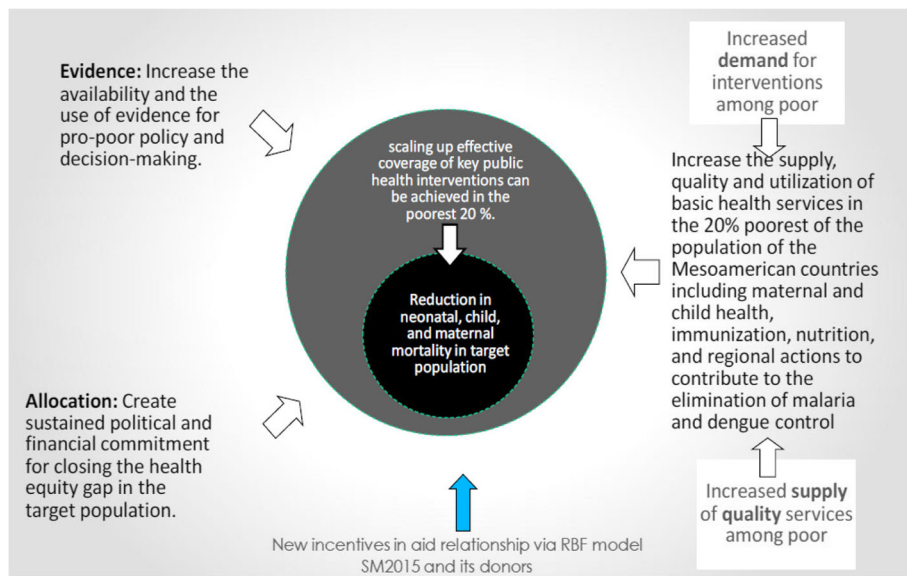 Evidence: Increase the
availability and the
use of evidence for
pro-poor policy and
decision-making.
Allocation: Create
sustained political and
financial commitment
for closing the health
equity gap in the
target population.
scaling up effective
coverage of key public
health interventions can
be achieved in the
poorest 20 %.
Reduction in
neonatal, child,
and maternal
mortality in target
population
New incentives in aid relationship via RBF model
SM2015 and its donors
Increased
demand for
interventions
among poor
Increase the supply,
quality and utilization of
basic health services in
the 20% poorest of the
population of the
Mesoamerican countries
including maternal and
child health,
immunization, nutrition,
and regional actions to
contribute to the
elimination of malaria
and dengue control
Increased supply
of quality services
among poor